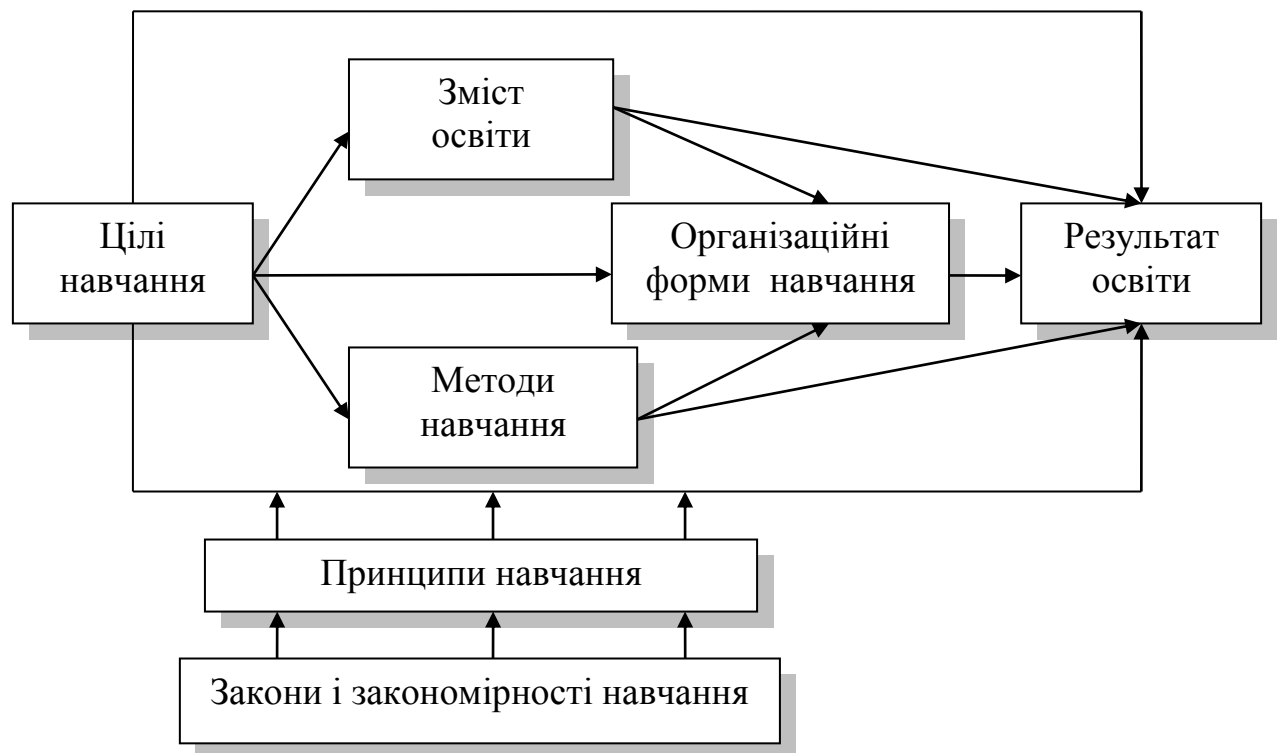 Зміст
освіти
Цілі
навчання
Організаційні
форми навчання
Результат
освіти
Методи
навчання
Принципи навчання
Закони і закономірності навчання